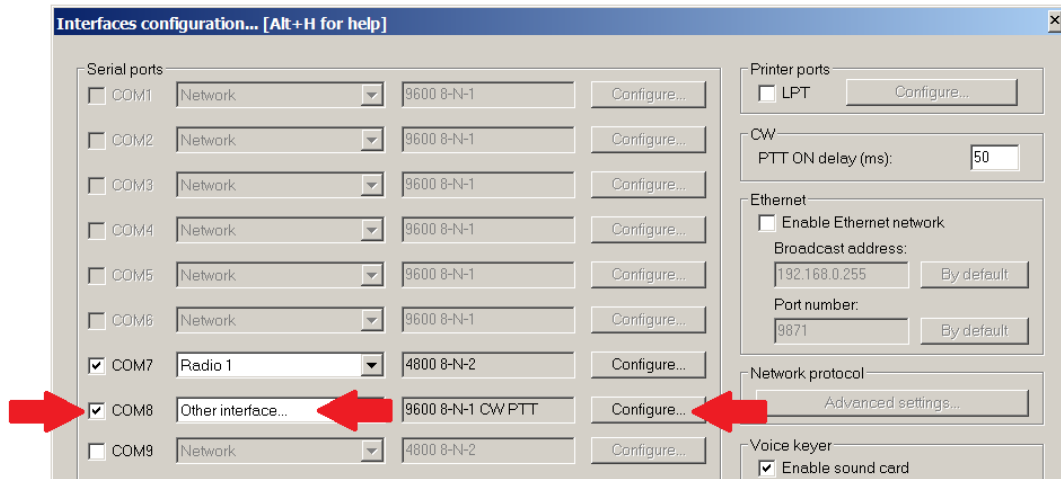 Interfaces configuration... [Alt+H for help]
Serial ports
COM1 Network 9600 8-N-1 Configure...
COM2 Network 9600 8-N-1 Configure...
COM3 Network 9600 8-N-1 Configure...
COM4 Network 9600 8-N-1 Configure...
COM5 Network 9600 8-N-1 Configure...
COM6 Network 9600 8-N-1 Configure...
COM7 Radio 1 4800 8-N-2 Configure...
COM8 Other interface... 9600 8-N-1 CW PTT Configure...
COM9 Network 4800 8-N-2 Configure...
Printer ports
LPT Configure...
CW
PTT ON delay (ms): 50
Ethernet
Enable Ethernet network
Broadcast address:
192.168.0.255 By default
Port number:
9871 By default
Network protocol
Advanced settings...
Voice keyer
Enable sound card